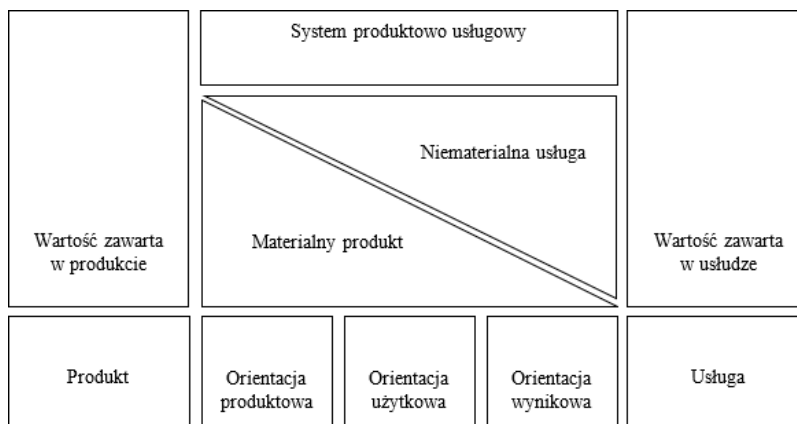 System produktowo usługowy
Niematerialna usługa
Wartość zawarta
w produkcie
Materialny produkt
Wartość zawarta
w usłudze
Produkt
Orientacja
produktowa
Orientacja
użytkowa
Orientacja
wynikowa
Usługa